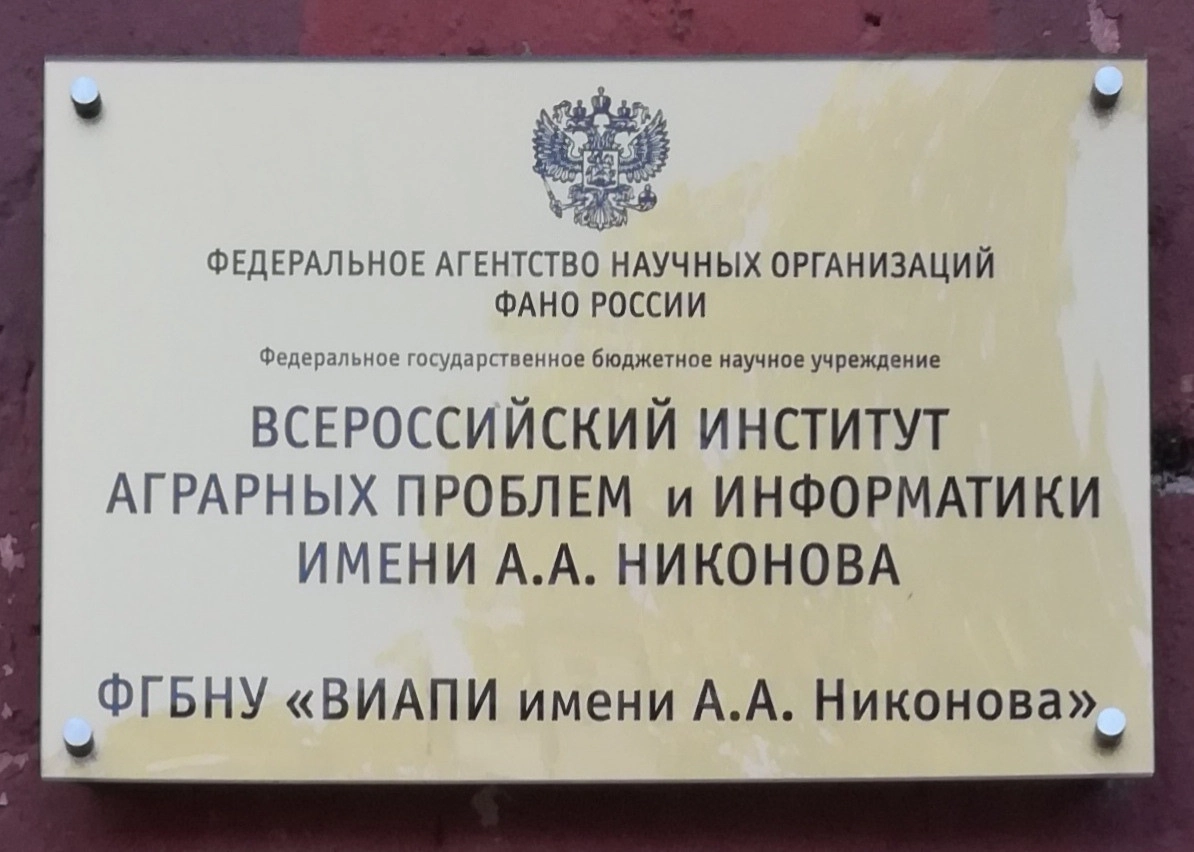 ФЕДЕРАЛЬНОЕ АГЕНТСТВО НАУЧНЫХ ОРГАНИЗАЦИЙ
ФАНО РОССИИ
Федеральное государственное бюджетное научное учреждение
ВСЕРОССИЙСКИЙ ИНСТИТУТ
АГРАРНЫХ ПРОБЛЕМ и ИНФОРМАТИКИ
ИМЕНИ А.А. НИКОНОВА
ФГБНУ «ВИАПИ имени А.А. Никонова»